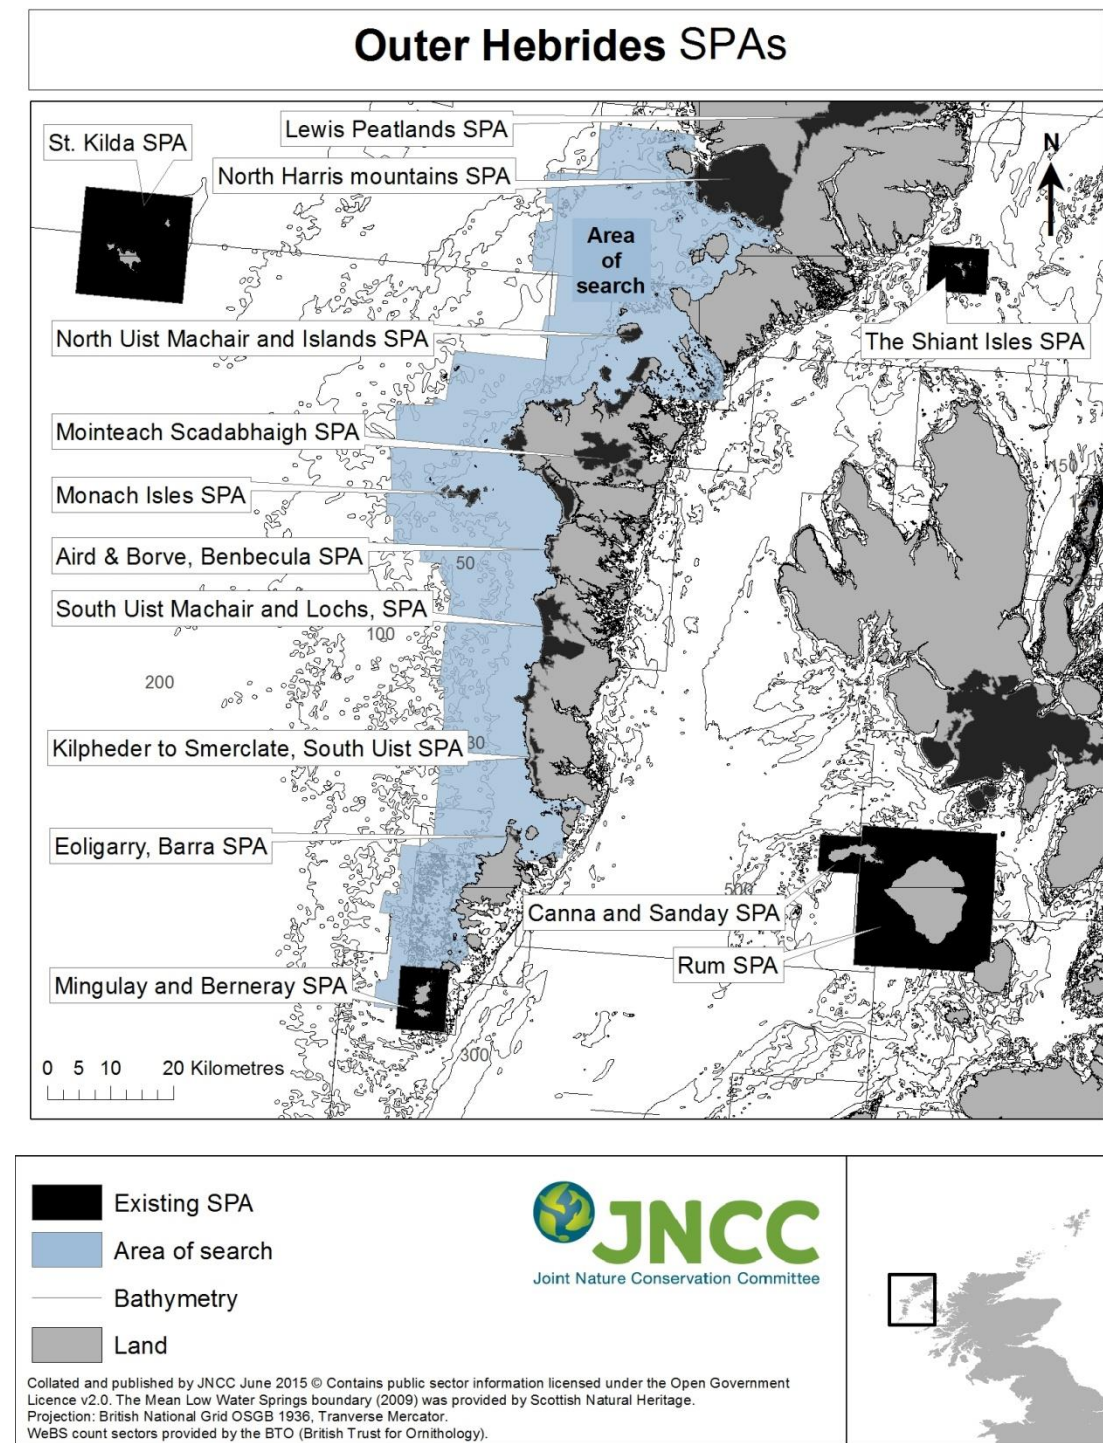 Outer Hebrides SPAs
Lewis Peatlands SPA
St. Kilda SPA
N
North Harris mountains SPA
Area
of
search
North Uist Machair and Islands SPA
The Shiant Isles SPA
Mointeach Scadabhaigh SPA
150
Monach Isles SPA
Aird & Borve, Benbecula SPA
50
South Uist Machair and Lochs, SPA
100
200
Kilpheder to Smerclate, South Uist SPA
30
Eoligarry, Barra SPA
500
Canna and Sanday SPA
Rum SPA
Mingulay and Berneray SPA
300
0 5 10 20 Kilometres
Existing SPA
Area of search
Bathymetry
Land
JNCC
Joint Nature Conservation Committee
Collated and published by JNCC June 2015 © Contains public sector information licensed under the Open Government
Licence v2.0. The Mean Low Water Springs boundary (2009) was provided by Scottish Natural Heritage.
Projection: British National Grid OSGB 1936, Tranverse Mercator.
WeBS count sectors provided by the BTO (British Trust for Ornithology).